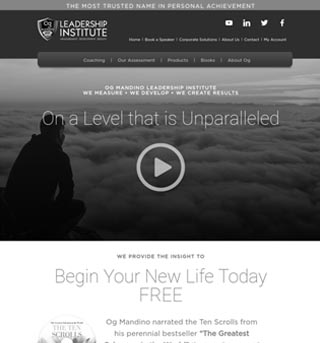 THE MOST TRUSTED NAME IN PERSONAL ACHIEVEMENT
Og
LEADERSHIP
INSTITUTE
Home | Book a Speaker | Corporate Solutions | About Us | Contact | My Account
Coaching | Our Assessment | Products | Books | About Og
OG MANDINO LEADERSHIP INSTITUTE
WE MEASURE • WE DEVELOP • WE CREATE RESULTS
On a Level that is Unparalleled
WE PROVIDE THE INSIGHT TO
Begin Your New Life Today
FREE
THE TEN
SCROLLS
Og Mandino narrated the Ten Scrolls from
his perennial bestseller "The Greatest